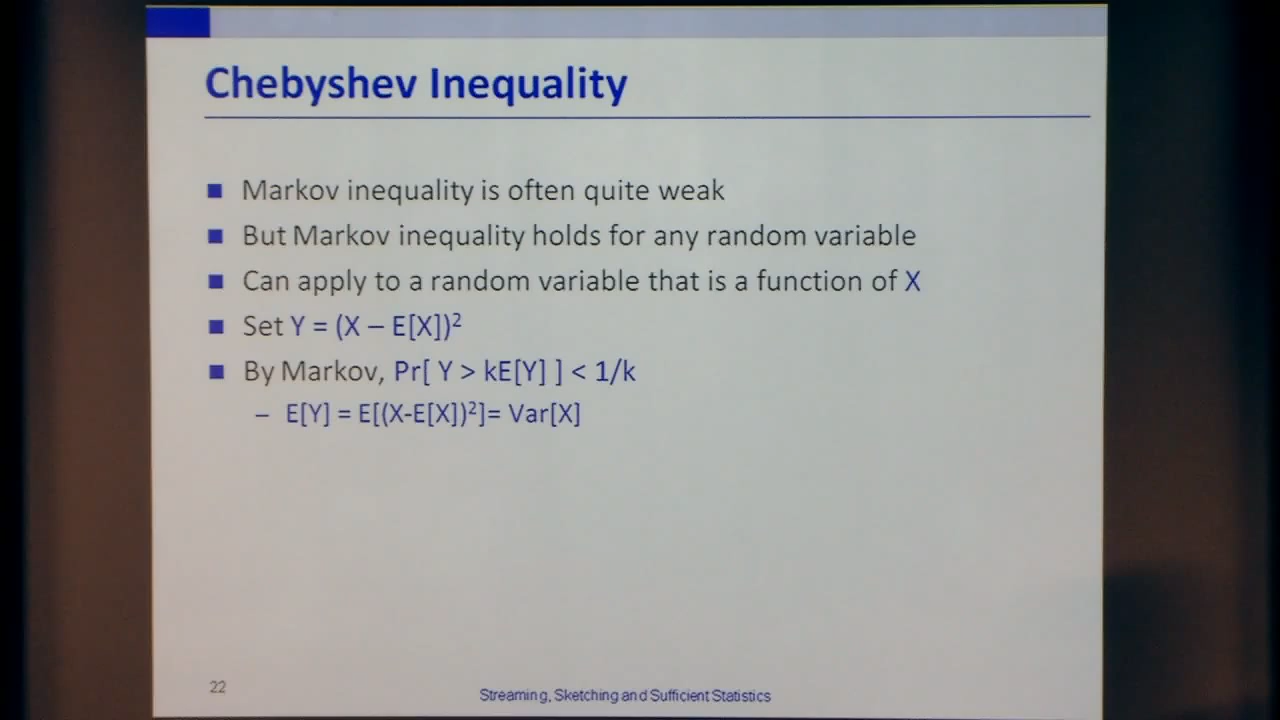 Chebyshev Inequality
Markov inequality is often quite weak
But Markov inequality holds for any random variable
Can apply to a random variable that is a function of X
Set Y = (X – E[X])²
By Markov, Pr[ Y > kE[Y] ] < 1/k
– E[Y] = E[(X-E[X])²]= Var[X]
22
Streaming, Sketching and Sufficient Statistics